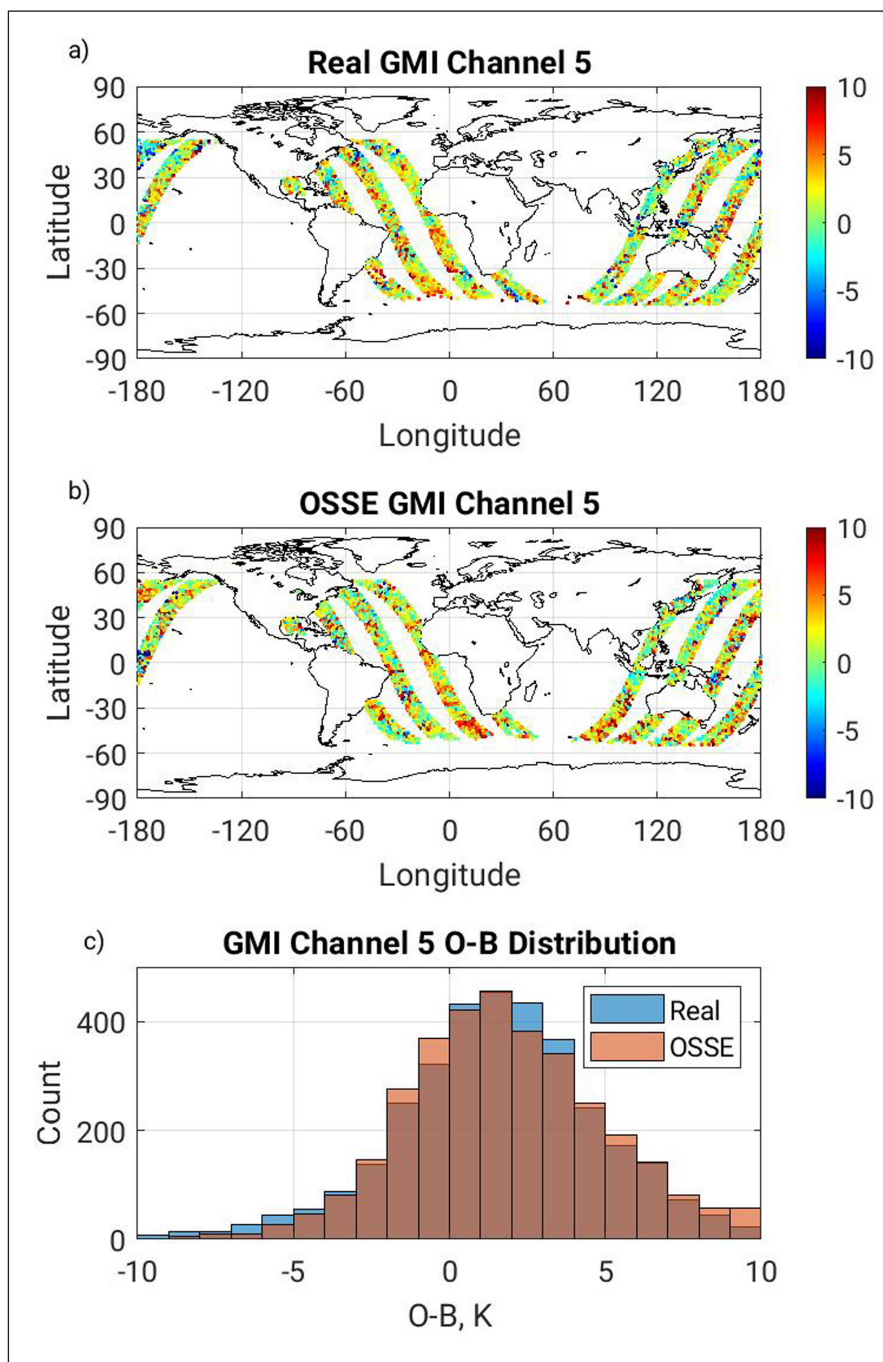 a)
Real GMI Channel 5
90
60
30
0
-30
-60
-90
Latitude
-180 -120 -60 0 60 120 180
Longitude
10
5
0
-5
-10
b)
OSSE GMI Channel 5
90
60
30
0
-30
-60
-90
Latitude
-180 -120 -60 0 60 120 180
Longitude
10
5
0
-5
-10
c)
GMI Channel 5 O-B Distribution
400
200
0
Count
Real
OSSE
-10 -5 0 5 10
O-B, K